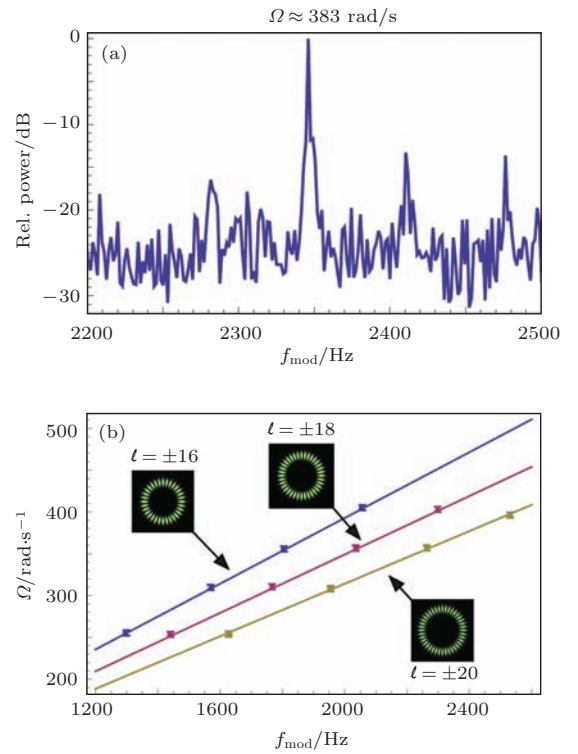 Ω ≈ 383 rad/s
(a)
0
−10
−20
−30
Rel. power/dB
2200 2300 2400 2500
f_mod/Hz
(b)
500
400
300
200
Ω/rad·s⁻¹
ℓ = ±16
ℓ = ±18
ℓ = ±20
1200 1600 2000 2400
f_mod/Hz